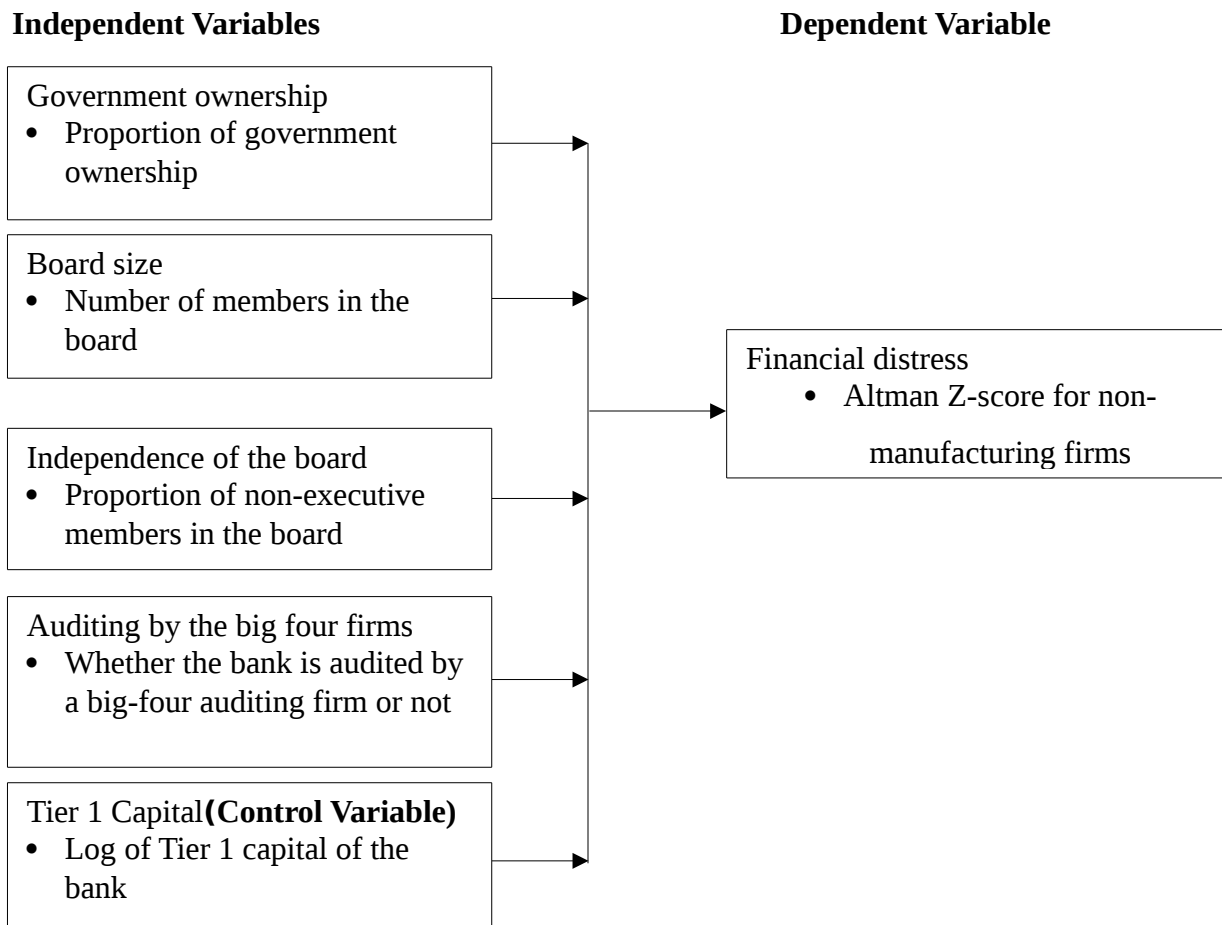 Independent Variables
Dependent Variable
Government ownership
• Proportion of government
ownership
Board size
• Number of members in the
board
Independence of the board
• Proportion of non-executive
members in the board
Auditing by the big four firms
• Whether the bank is audited by
a big-four auditing firm or not
Tier 1 Capital(Control Variable)
• Log of Tier 1 capital of the
bank
Financial distress
• Altman Z-score for non-
manufacturing firms